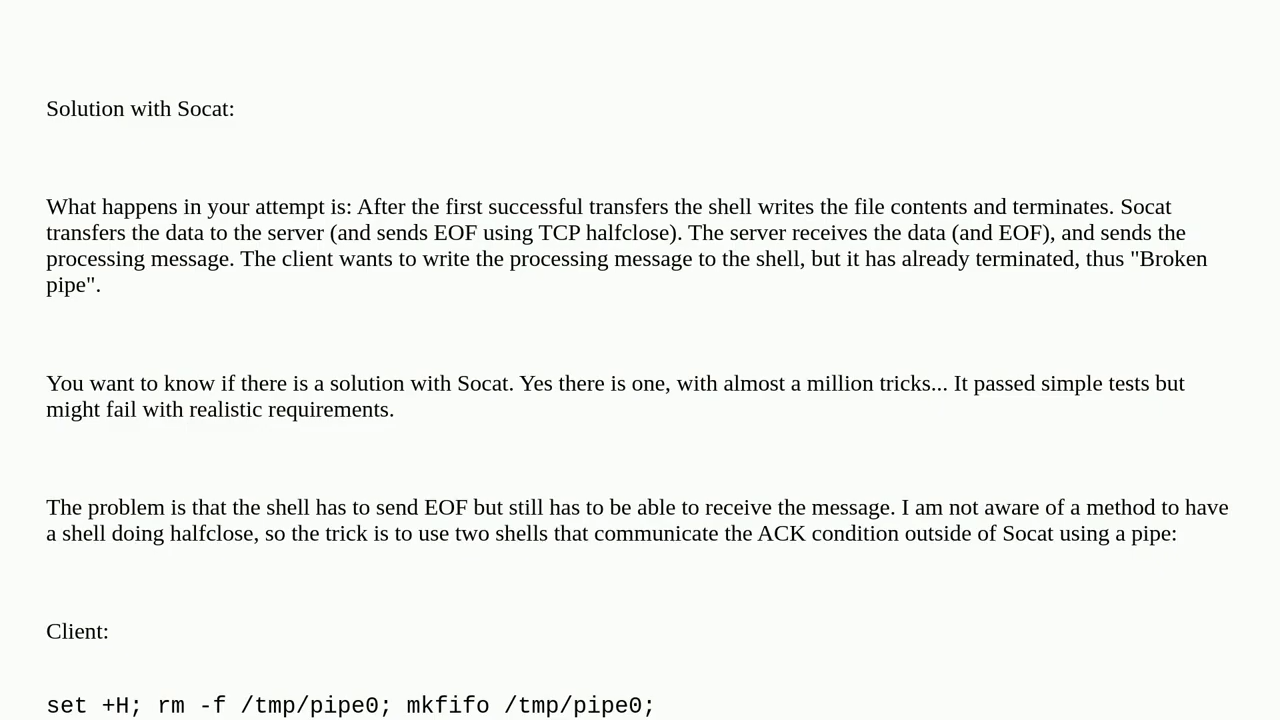 Solution with Socat:
What happens in your attempt is: After the first successful transfers the shell writes the file contents and terminates. Socat
transfers the data to the server (and sends EOF using TCP halfclose). The server receives the data (and EOF), and sends the
processing message. The client wants to write the processing message to the shell, but it has already terminated, thus "Broken
pipe".
You want to know if there is a solution with Socat. Yes there is one, with almost a million tricks... It passed simple tests but
might fail with realistic requirements.
The problem is that the shell has to send EOF but still has to be able to receive the message. I am not aware of a method to have
a shell doing halfclose, so the trick is to use two shells that communicate the ACK condition outside of Socat using a pipe:
Client:
set +H; rm -f /tmp/pipe0; mkfifo /tmp/pipe0;